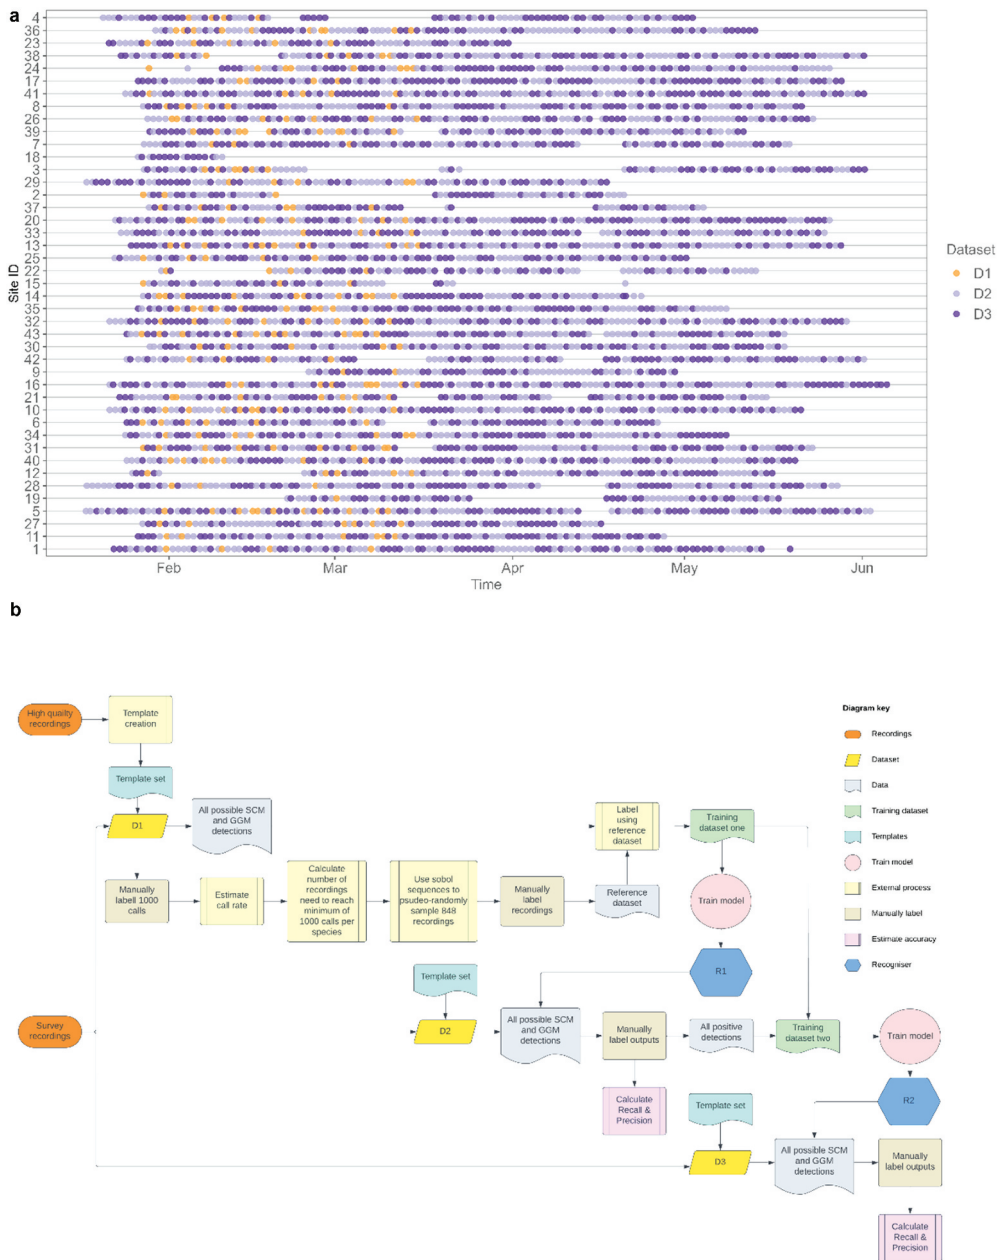 a
4
36
23
38
24
17
41
8
26
39
7
18
3
29
2
37
20
33
13
25
22
15
14
35
32
43
30
42
9
16
21
10
6
34
31
40
12
28
19
5
27
11
1
Site ID
Feb Mar Apr May Jun
Time
Dataset
D1
D2
D3
b
High quality
recordings
Template
creation
Template set
D1
All possible SCM
and GGM
detections
Manually
labell 1000
calls
Estimate
call rate
Calculate
number of
recordings
need to reach
minimum of
1000 calls per
species
Use sobol
sequences to
psudeo-randomly
sample 848
recordings
Manually
label
recordings
Reference
dataset
Label
using
reference
dataset
Training
dataset one
Train model
R1
Survey
recordings
Template set
D2
All possible SCM
and GGM
detections
Manually
label outputs
Calculate
Recall &
Precision
All positive
detections
Training
dataset two
Train model
R2
Template set
D3
All possible SCM
and GGM
detections
Manually
label outputs
Calculate
Recall &
Precision
Diagram key
Recordings
Dataset
Data
Training dataset
Templates
Train model
External process
Manually label
Estimate accuracy
Recogniser